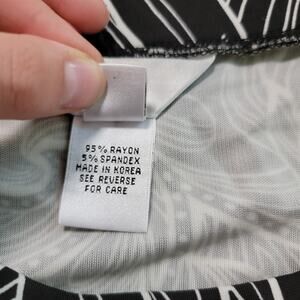 95% RAYON
5% SPANDEX
MADE IN KOREA
SEE REVERSE
FOR CARE